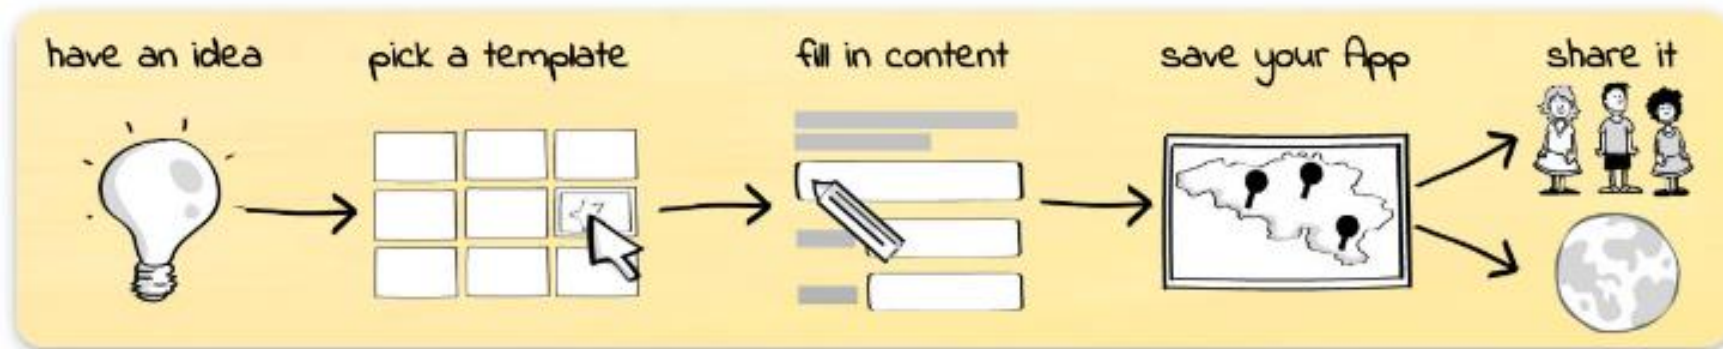 have an idea
pick a template
fill in content
save your App
share it